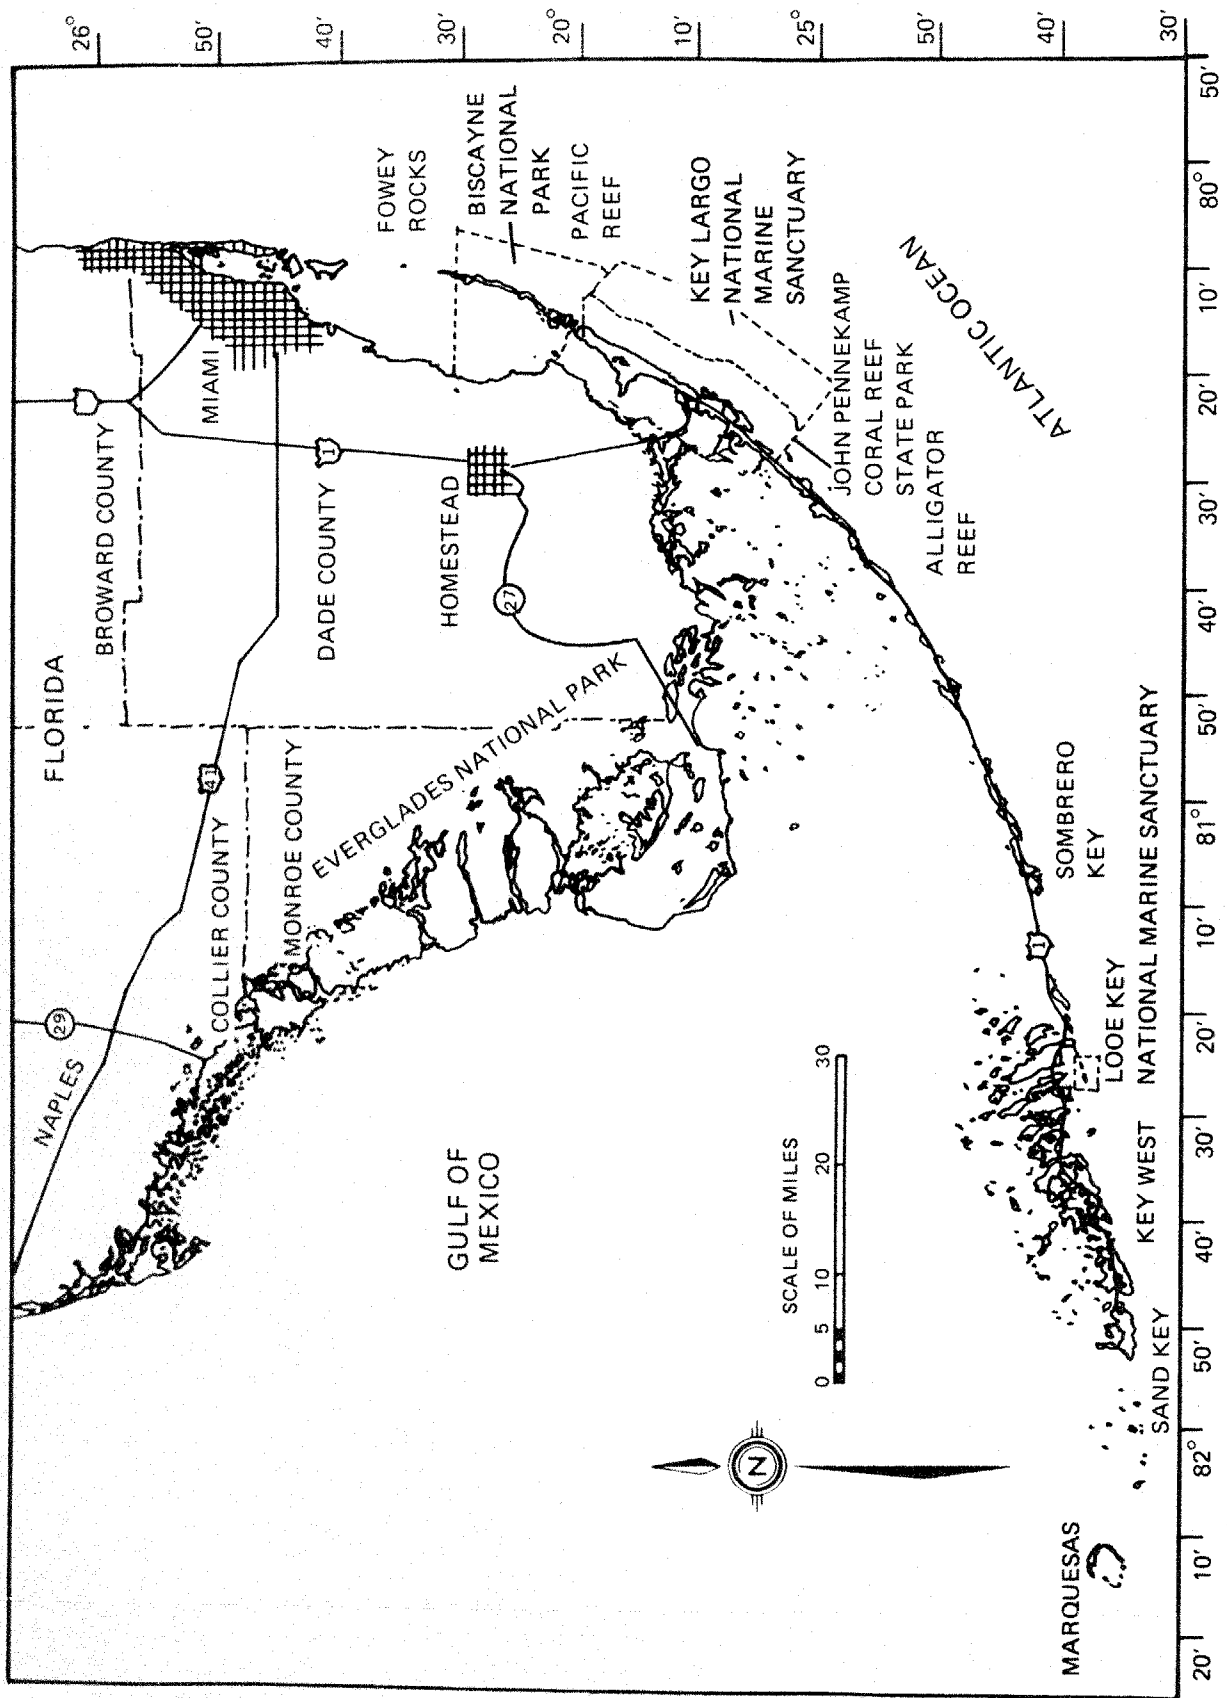 FLORIDA
NAPLES
29
41
BROWARD COUNTY
MIAMI
COLLIER COUNTY
MONROE COUNTY
DADE COUNTY
1
EVERGLADES NATIONAL PARK
HOMESTEAD
27
FOWEY
ROCKS
BISCAYNE
NATIONAL
PARK
PACIFIC
REEF
KEY LARGO
NATIONAL
MARINE
SANCTUARY
JOHN PENNEKAMP
CORAL REEF
STATE PARK
ALLIGATOR
REEF
ATLANTIC OCEAN
GULF OF
MEXICO
SCALE OF MILES
0 5 10 20 30
N
1
SOMBRERO
KEY
LOOE KEY
NATIONAL MARINE SANCTUARY
KEY WEST
SAND KEY
MARQUESAS
26°
50'
40'
30'
20°
10'
25°
50'
40'
30'
20' 10' 82° 50' 40' 30' 20' 10' 81° 50' 40' 30' 20' 10' 80° 50'